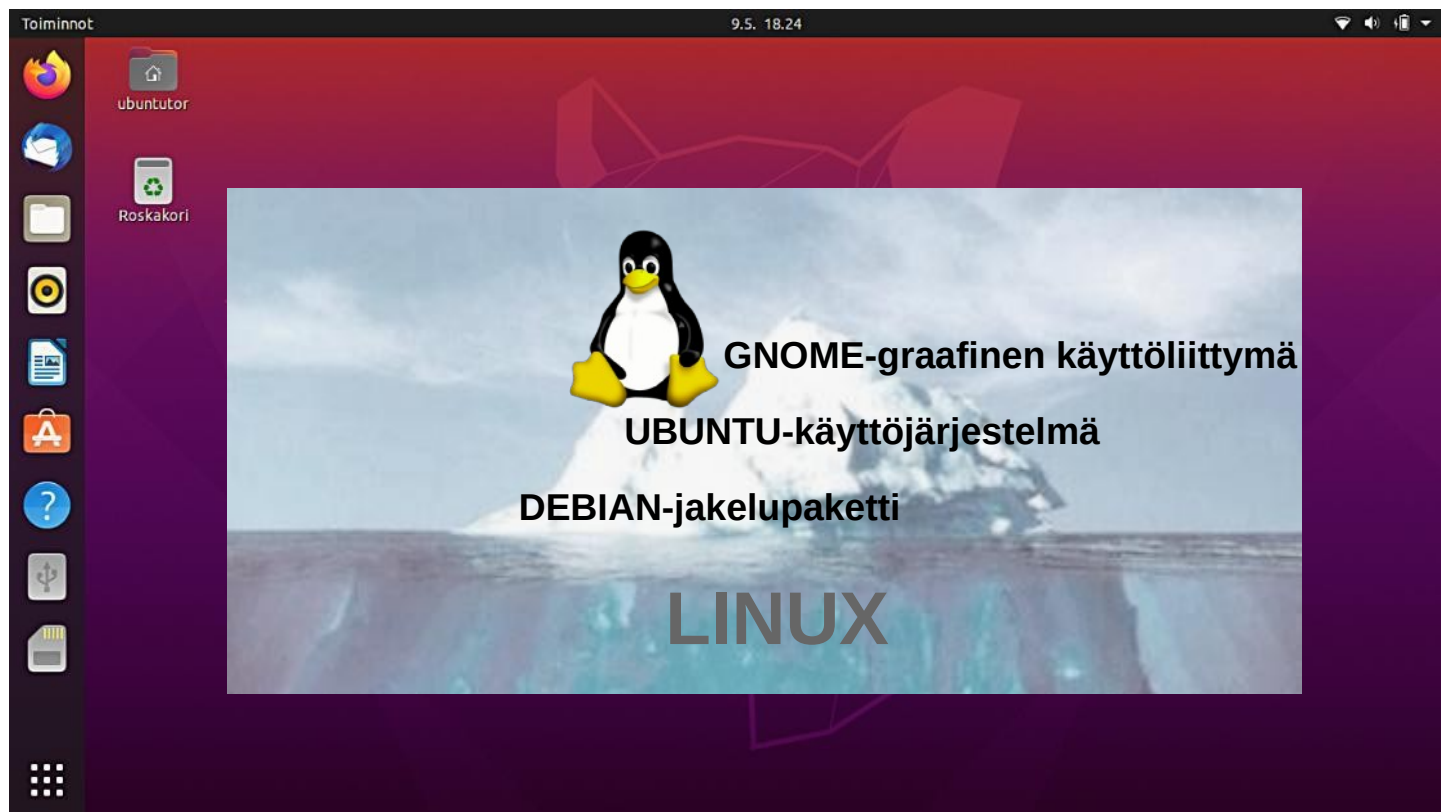 Toiminnot
9.5. 18.24
ubuntutor
Roskakori
GNOME-graafinen käyttöliittymä
UBUNTU-käyttöjärjestelmä
DEBIAN-jakelupaketti
LINUX